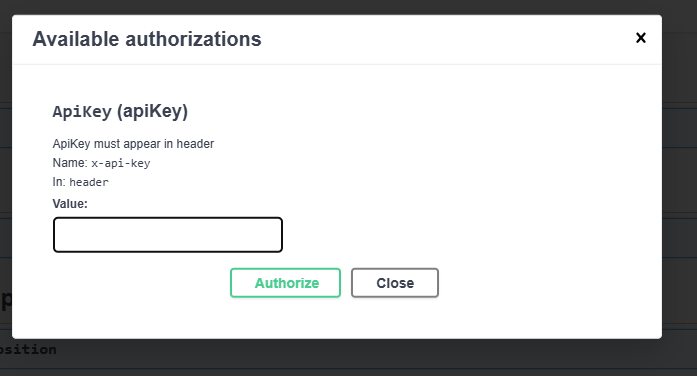 Available authorizations
×
ApiKey (apiKey)
ApiKey must appear in header
Name: x-api-key
In: header
Value:
Authorize Close
p
osition